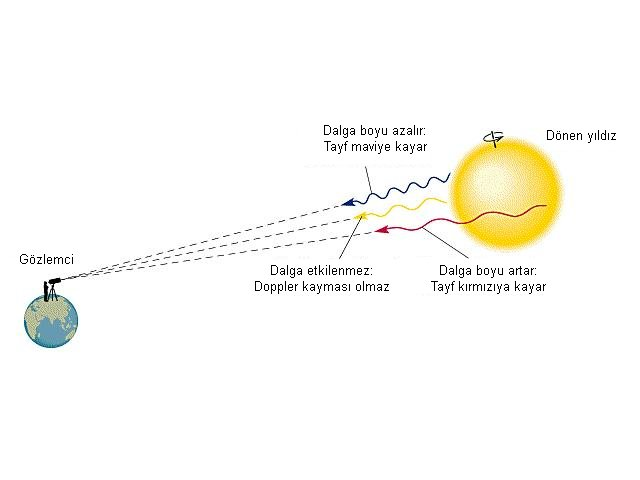 Dalga boyu azalır:
Tayf maviye kayar
Dönen yıldız
Gözlemci
Dalga etkilenmez:
Doppler kayması olmaz
Dalga boyu artar:
Tayf kırmızıya kayar